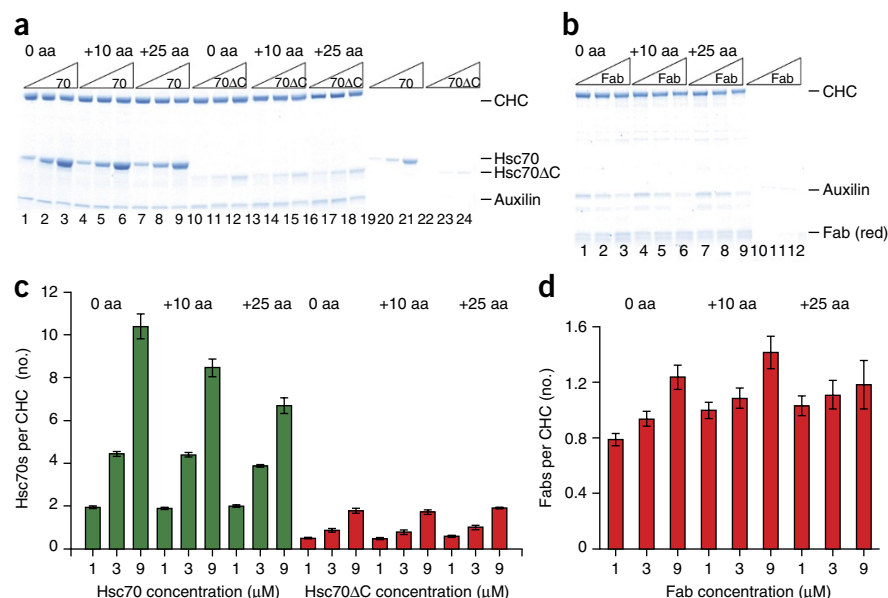 a
0 aa +10 aa +25 aa 0 aa +10 aa +25 aa
70 70 70 70ΔC 70ΔC 70ΔC 70 70ΔC
CHC
Hsc70
Hsc70ΔC
Auxilin
1 2 3 4 5 6 7 8 9 10 11 12 13 14 15 16 17 18 19 20 21 22 23 24
b
0 aa +10 aa +25 aa
Fab Fab Fab Fab
CHC
Auxilin
Fab (red)
1 2 3 4 5 6 7 8 9 10 11 12
c
Hsc70s per CHC (no.)
12
10
8
6
4
2
0
0 aa +10 aa +25 aa 0 aa +10 aa +25 aa
1 3 9 1 3 9 1 3 9 1 3 9 1 3 9 1 3 9
Hsc70 concentration (μM) Hsc70ΔC concentration (μM)
d
Fabs per CHC (no.)
1.6
1.2
0.8
0.4
0
0 aa +10 aa +25 aa
1 3 9 1 3 9 1 3 9
Fab concentration (μM)